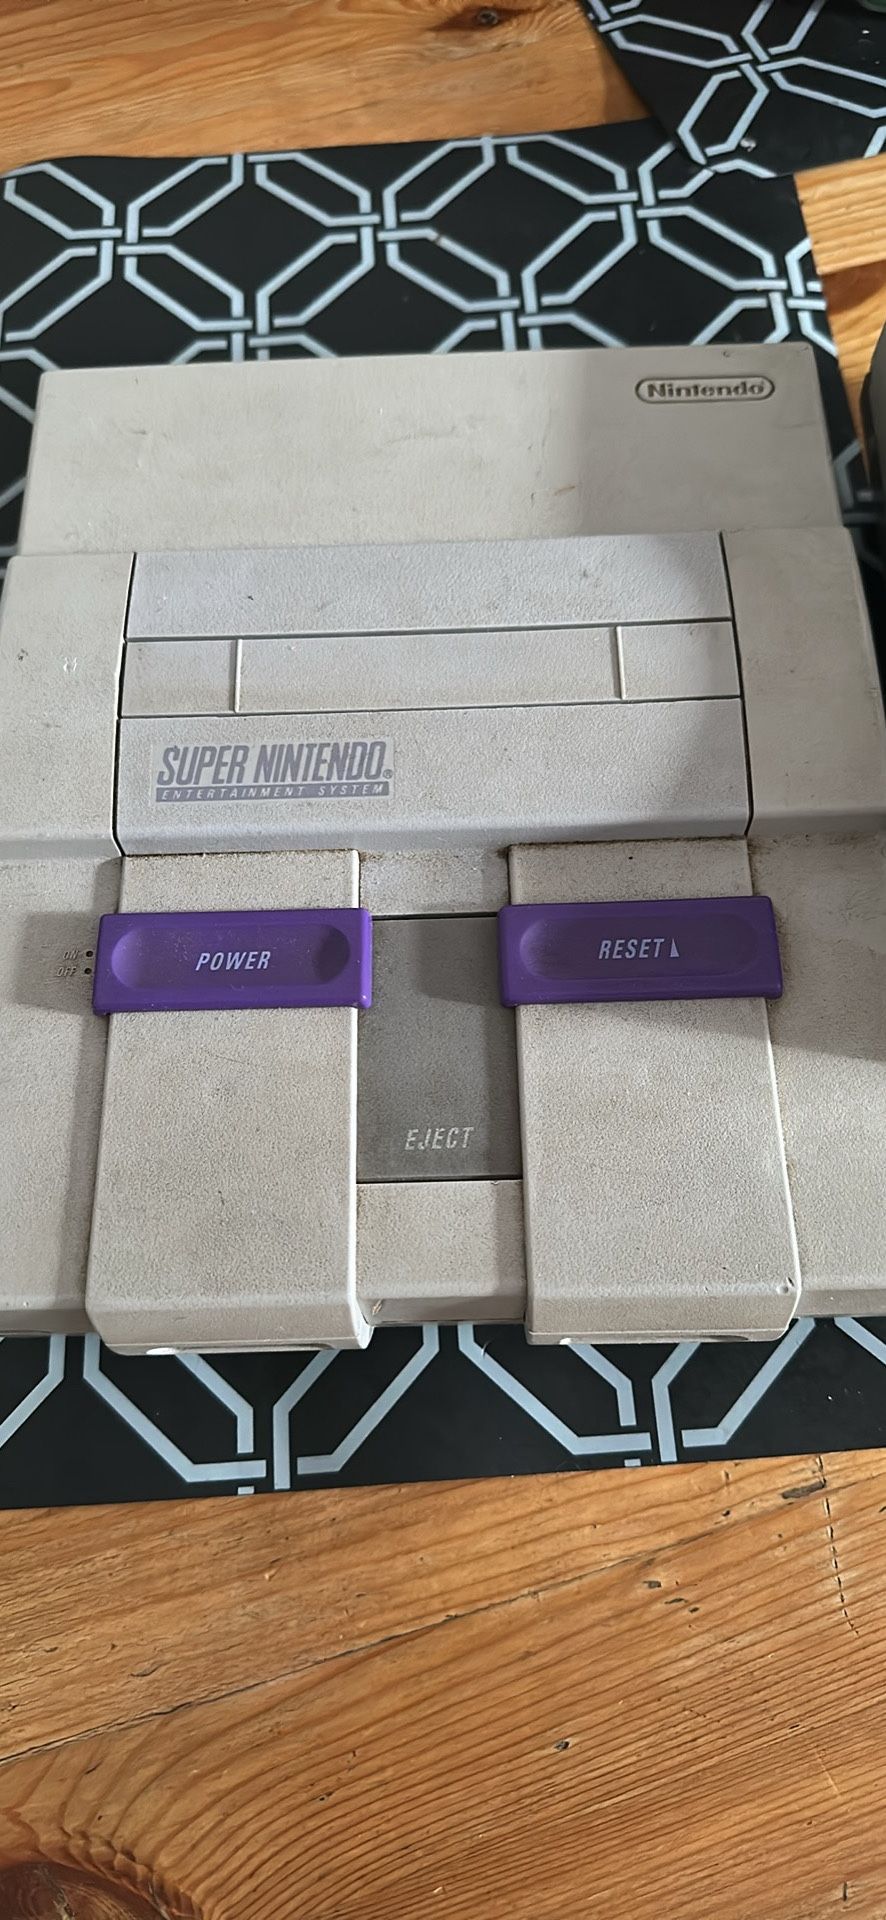 Nintendo®
SUPER NINTENDO®
ENTERTAINMENT SYSTEM
ON
OFF
POWER
RESET
EJECT